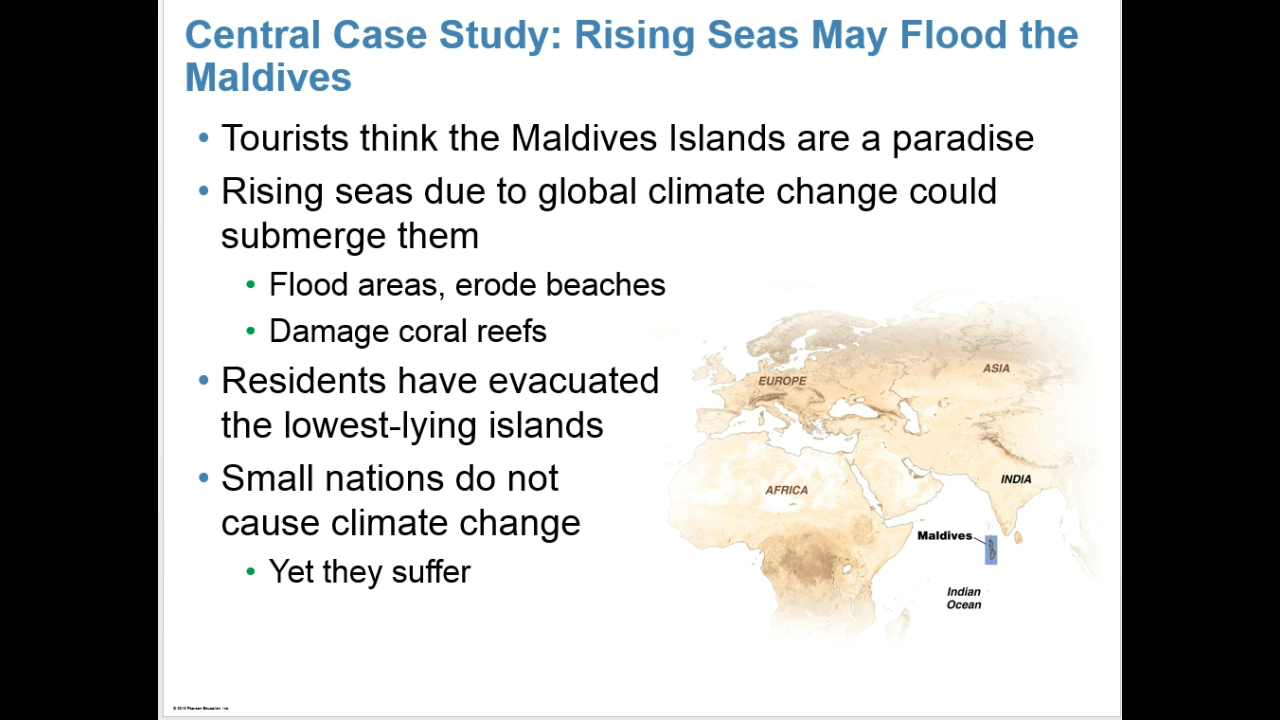 Central Case Study: Rising Seas May Flood the
Maldives
• Tourists think the Maldives Islands are a paradise
• Rising seas due to global climate change could
submerge them
• Flood areas, erode beaches
• Damage coral reefs
• Residents have evacuated
the lowest-lying islands
• Small nations do not
cause climate change
• Yet they suffer
EUROPE
ASIA
AFRICA
INDIA
Maldives
Indian
Ocean
Pearson Education, Inc.